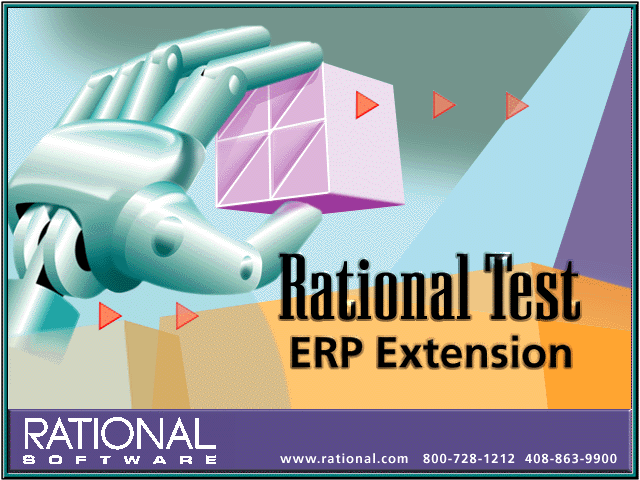 Rational Test
ERP Extension
RATIONAL
SOFTWARE
www.rational.com 800-728-1212 408-863-9900